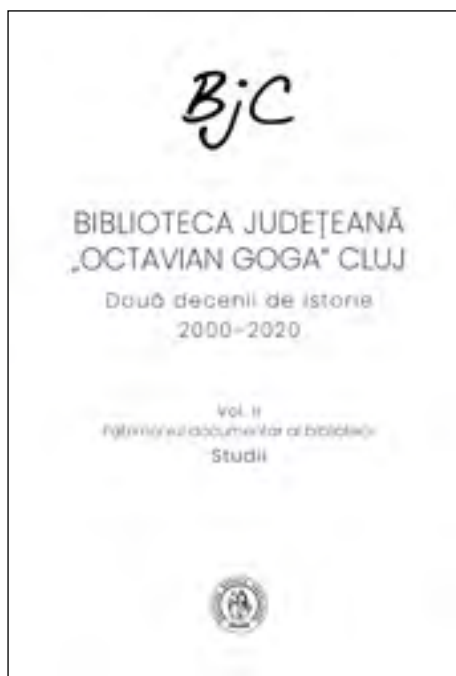 BjC
BIBLIOTECA JUDEȚEANĂ
„OCTAVIAN GOGA” CLUJ
Două decenii de istorie
2000–2020
Vol. II
Patrimoniul documentar al bibliotecii
Studii